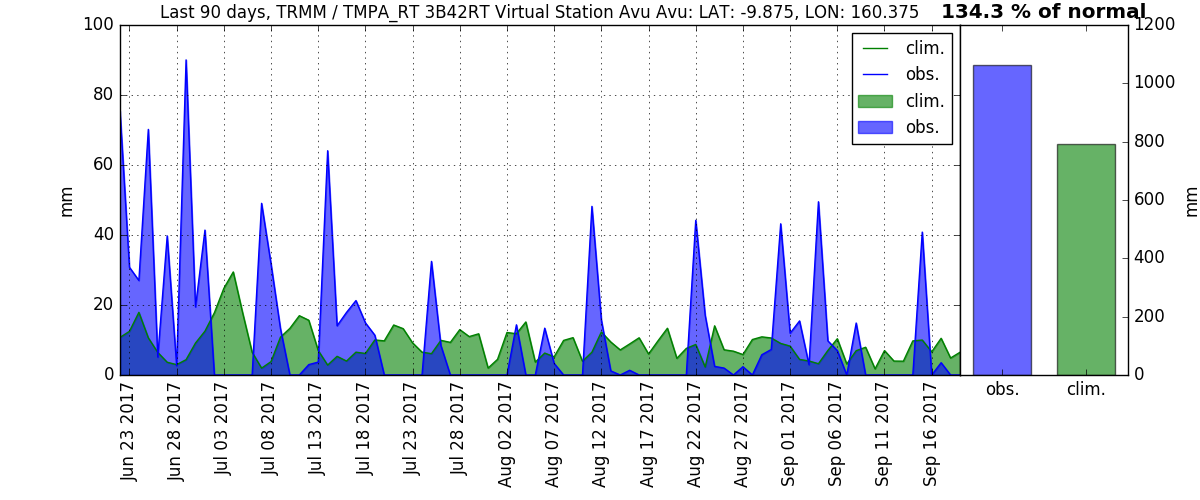 Last 90 days, TRMM / TMPA_RT 3B42RT Virtual Station Avu Avu: LAT: -9.875, LON: 160.375
134.3 % of normal
100
80
60
40
20
0
mm
clim.
obs.
clim.
obs.
Jun 23 2017
Jun 28 2017
Jul 03 2017
Jul 08 2017
Jul 13 2017
Jul 18 2017
Jul 23 2017
Jul 28 2017
Aug 02 2017
Aug 07 2017
Aug 12 2017
Aug 17 2017
Aug 22 2017
Aug 27 2017
Sep 01 2017
Sep 06 2017
Sep 11 2017
Sep 16 2017
1200
1000
800
600
400
200
0
mm
obs.
clim.